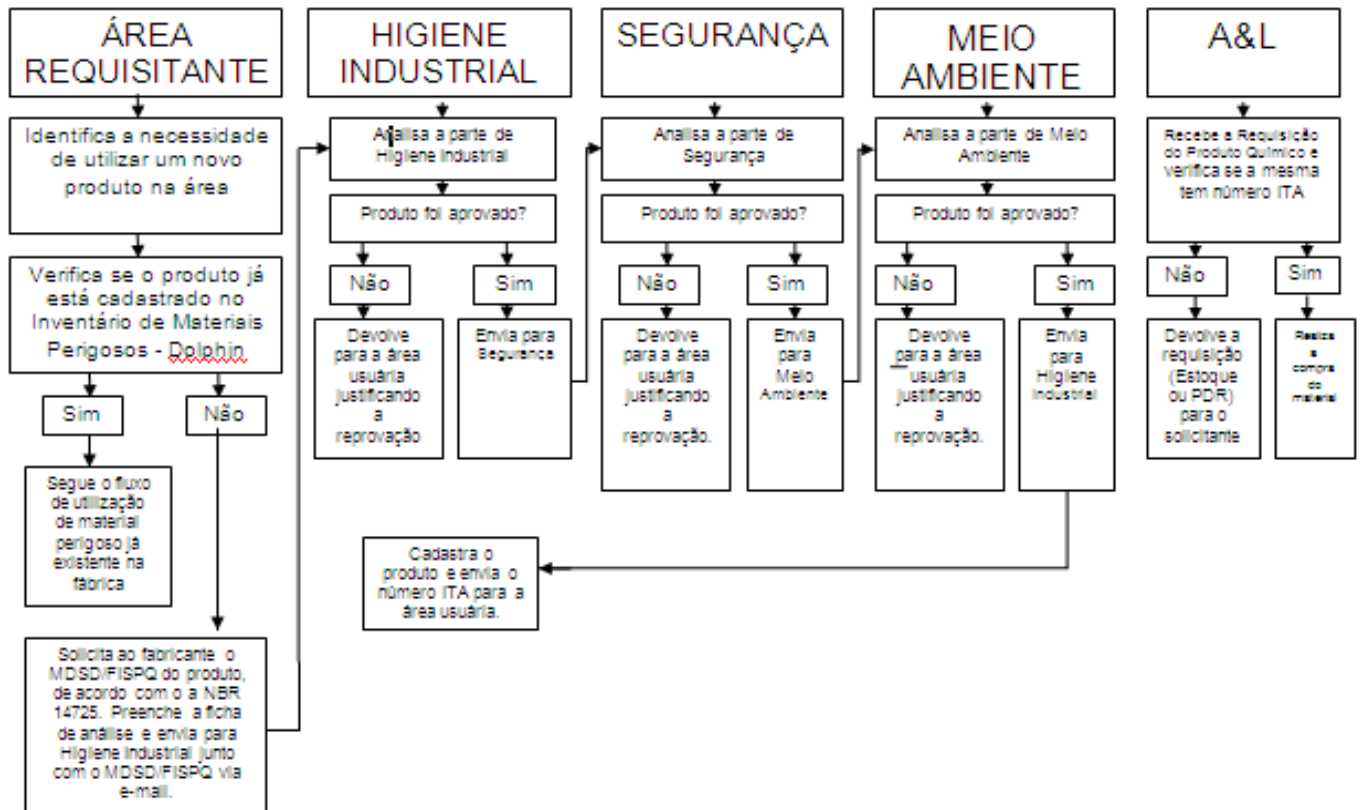 ÁREA
REQUISITANTE
Identifica a necessidade
de utilizar um novo
produto na área
Verifica se o produto já
está cadastrado no
Inventário de Materiais
Perigosos - Dolphin
Sim
Não
Segue o fluxo
de utilização
de material
perigoso já
existente na
fábrica
Solicita ao fabricante o
MDSD/FISPQ do produto,
de acordo com o a NBR
14725. Preenche a ficha
de análise e envia para
Higiene Industrial junto
com o MDSD/FISPQ via
e-mail.
HIGIENE
INDUSTRIAL
Analisa a parte de
Higiene Industrial
Produto foi aprovado?
Não
Sim
Devolve
para a área
usuária
justificando
a
reprovação
Envia para
Segurança
SEGURANÇA
Analisa a parte de
Segurança
Produto foi aprovado?
Não
Sim
Devolve
para a área
usuária
justificando
a
reprovação.
Envia
para
Meio
Ambiente
MEIO
AMBIENTE
Analisa a parte de Meio
Ambiente
Produto foi aprovado?
Não
Sim
Devolve
para a área
usuária
justificando
a
reprovação.
Envia
para
Higiene
Industrial
Cadastra o
produto e envia o
número ITA para a
área usuária.
A&L
Recebe a Requisição
do Produto Químico e
verifica se a mesma
tem número ITA
Não
Sim
Devolve a
requisição
(Estoque
ou PDR)
para o
solicitante
Realiza
a
compra
do
material